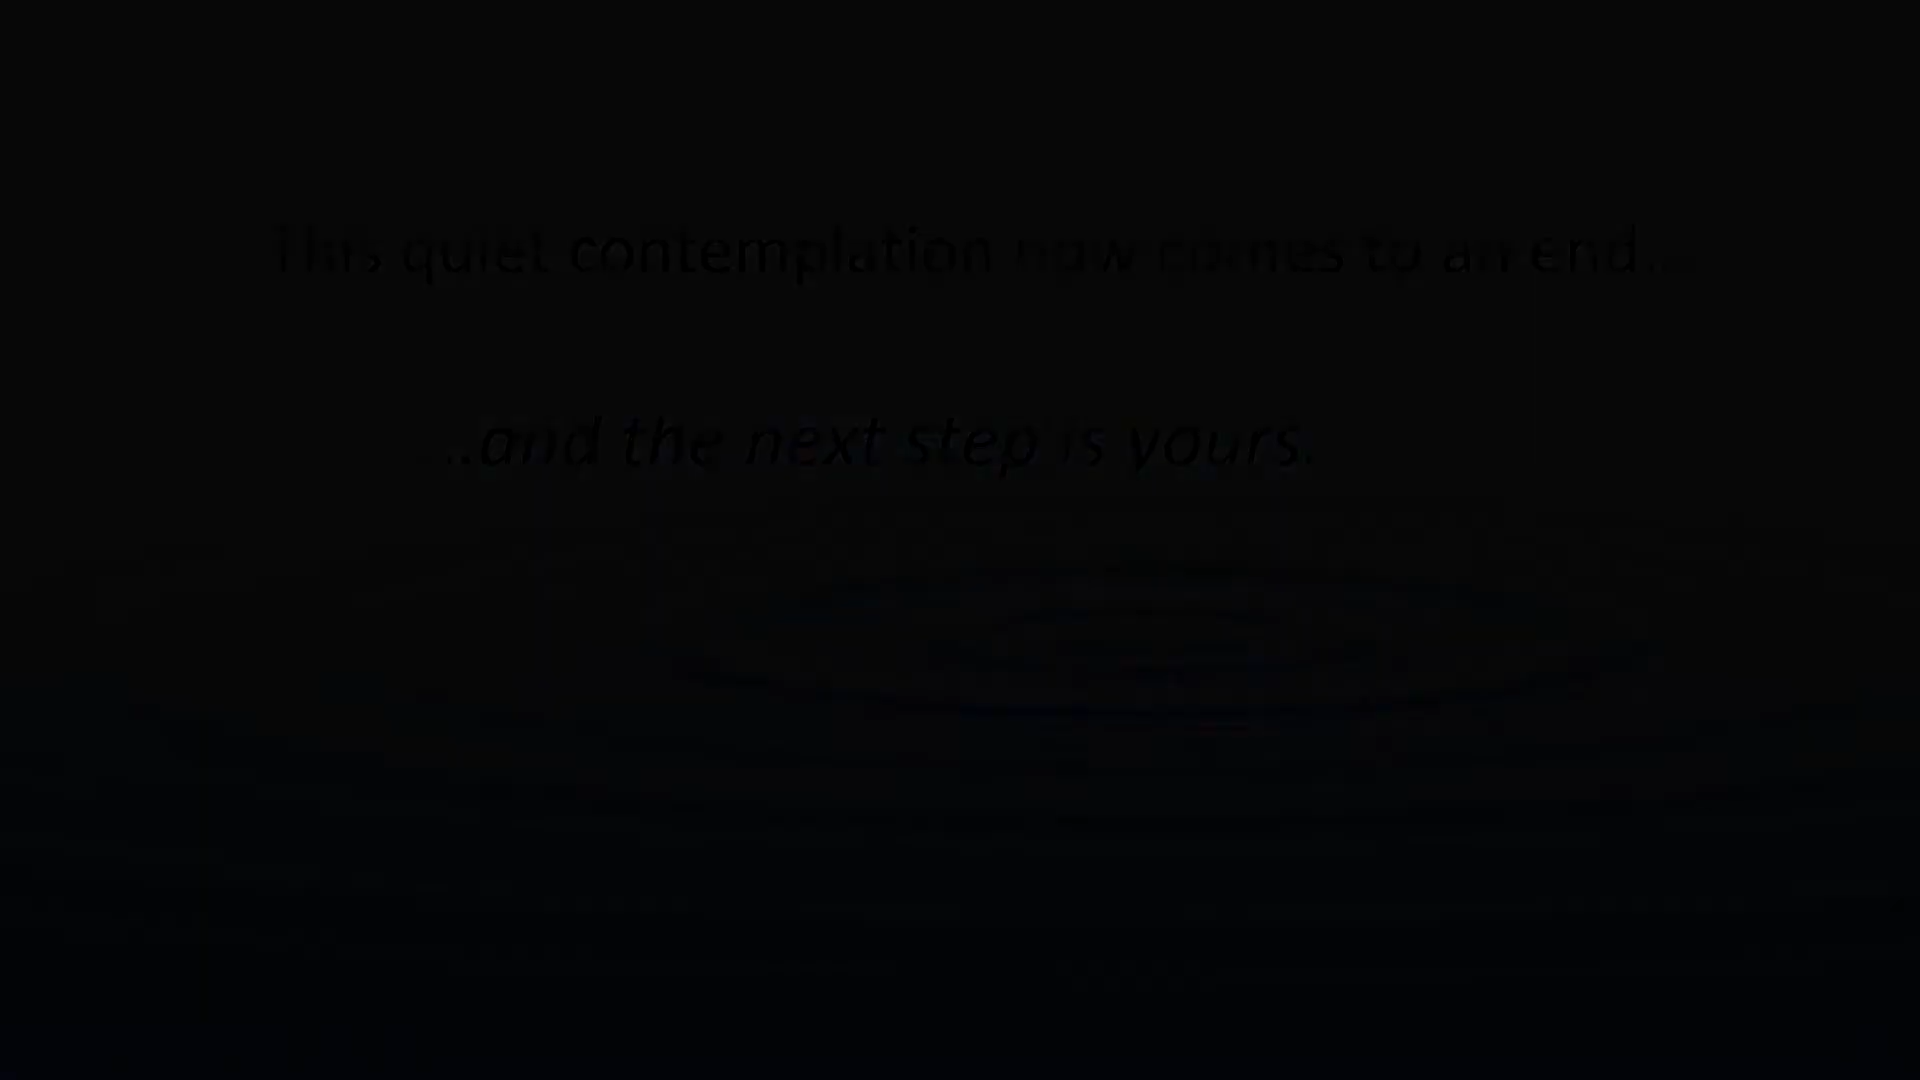 This quiet contemplation now comes to an end...
...and the next step is yours.